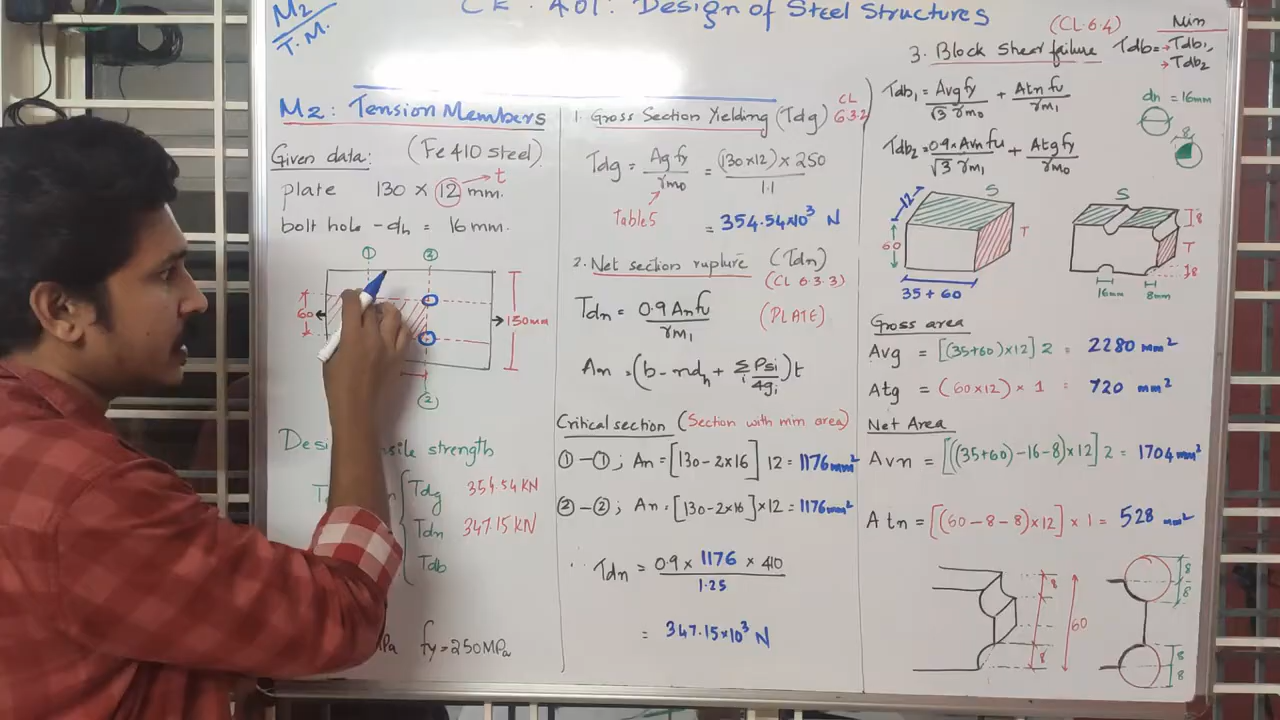 M2/T.M.
CE 401: Design of Steel Structures
M2: Tension Members
Given data: (Fe 410 steel)
plate 130 × 12 mm. → t
bolt hole - dh = 16 mm.
① ③
60
130mm
②
strength
Tdg 354.54 KN
Tdn 347.15 KN
Tdb
fy = 250 MPa
1. Gross Section Yielding (Tdg) CL 6.3.2
Tdg = Ag fy / γm0 = (130×12) × 250 / 1.1
Table 5
= 354.54×10³ N
2. Net section rupture (Tdn)
(CL 6.3.3)
Tdn = 0.9 An fu / γm1 (PLATE)
An = (b - ndh + Σi Psi²/4gi) t
Critical section (Section with min area)
①-①; An = [130-2×16] 12 = 1176 mm²
②-②; An = [130-2×16] × 12 = 1176 mm²
∴ Tdn = 0.9 × 1176 × 410 / 1.25
= 347.15×10³ N
(CL 6.4) Min
3. Block Shear failure Tdb = → Tdb1,
→ Tdb2
Tdb1 = Avg fy / √3 γm0 + Atn fu / γm1
dh = 16mm
8
Tdb2 = 0.9 × Avn fu / √3 γm1 + Atg fy / γm0
12 S
60 T
35 + 60
S
8
T
8
16mm 8mm
Gross area
Avg = [(35+60)×12] 2 = 2280 mm²
Atg = (60×12) × 1 = 720 mm²
Net Area
Avn = [((35+60)-16-8)×12] 2 = 1704 mm²
Atn = [(60-8-8)×12] × 1 = 528 mm²
8
60
8
8
8
8
8